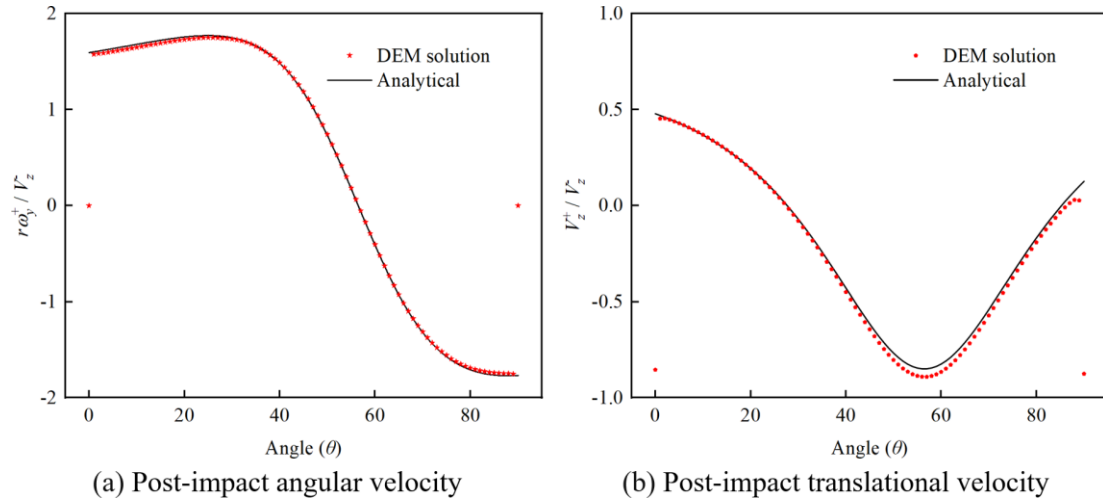 2
1
0
-1
-2
0
20
40
60
80
rω_y^+ / V_z^-
Angle (θ)
DEM solution
Analytical
(a) Post-impact angular velocity
1.0
0.5
0.0
-0.5
-1.0
0
20
40
60
80
V_z^+ / V_z^-
Angle (θ)
DEM solution
Analytical
(b) Post-impact translational velocity